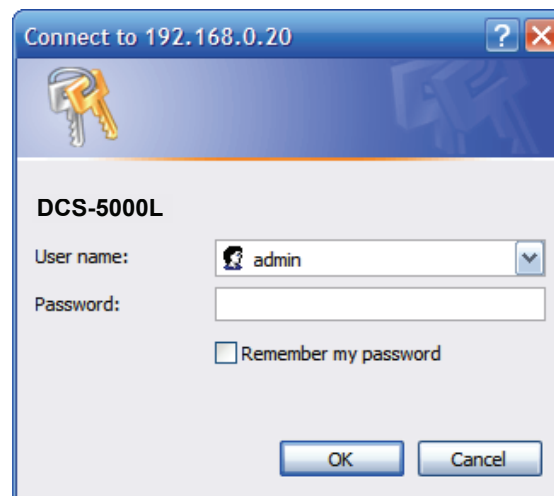 Connect to 192.168.0.20
?
DCS-5000L
User name:
admin
Password:
Remember my password
OK
Cancel